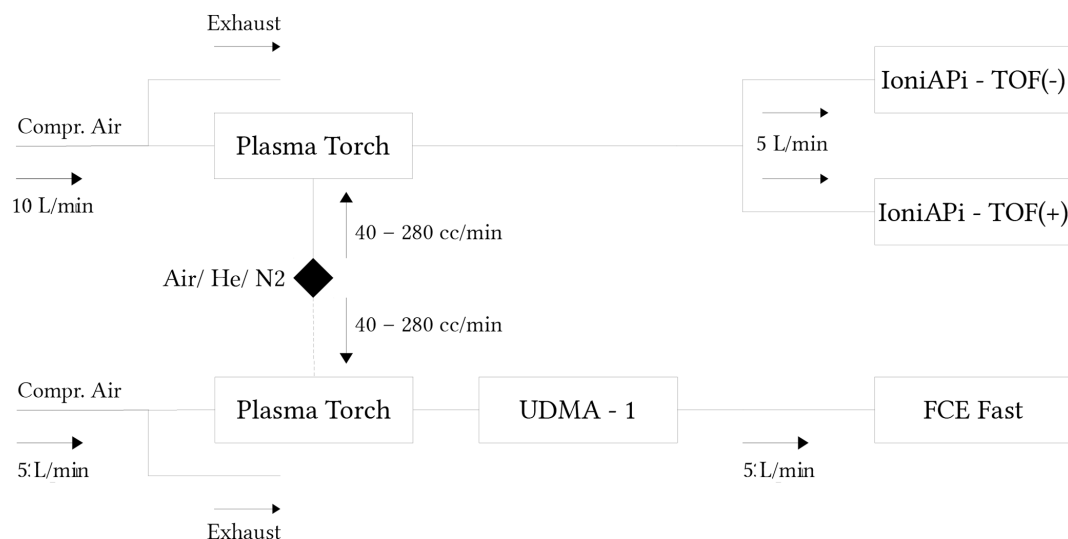 Exhaust
IoniAPi - TOF(-)
Compr. Air
Plasma Torch
5 L/min
10 L/min
IoniAPi - TOF(+)
40 – 280 cc/min
Air/ He/ N2
40 – 280 cc/min
Compr. Air
Plasma Torch
UDMA - 1
FCE Fast
5 L/min
5 L/min
Exhaust